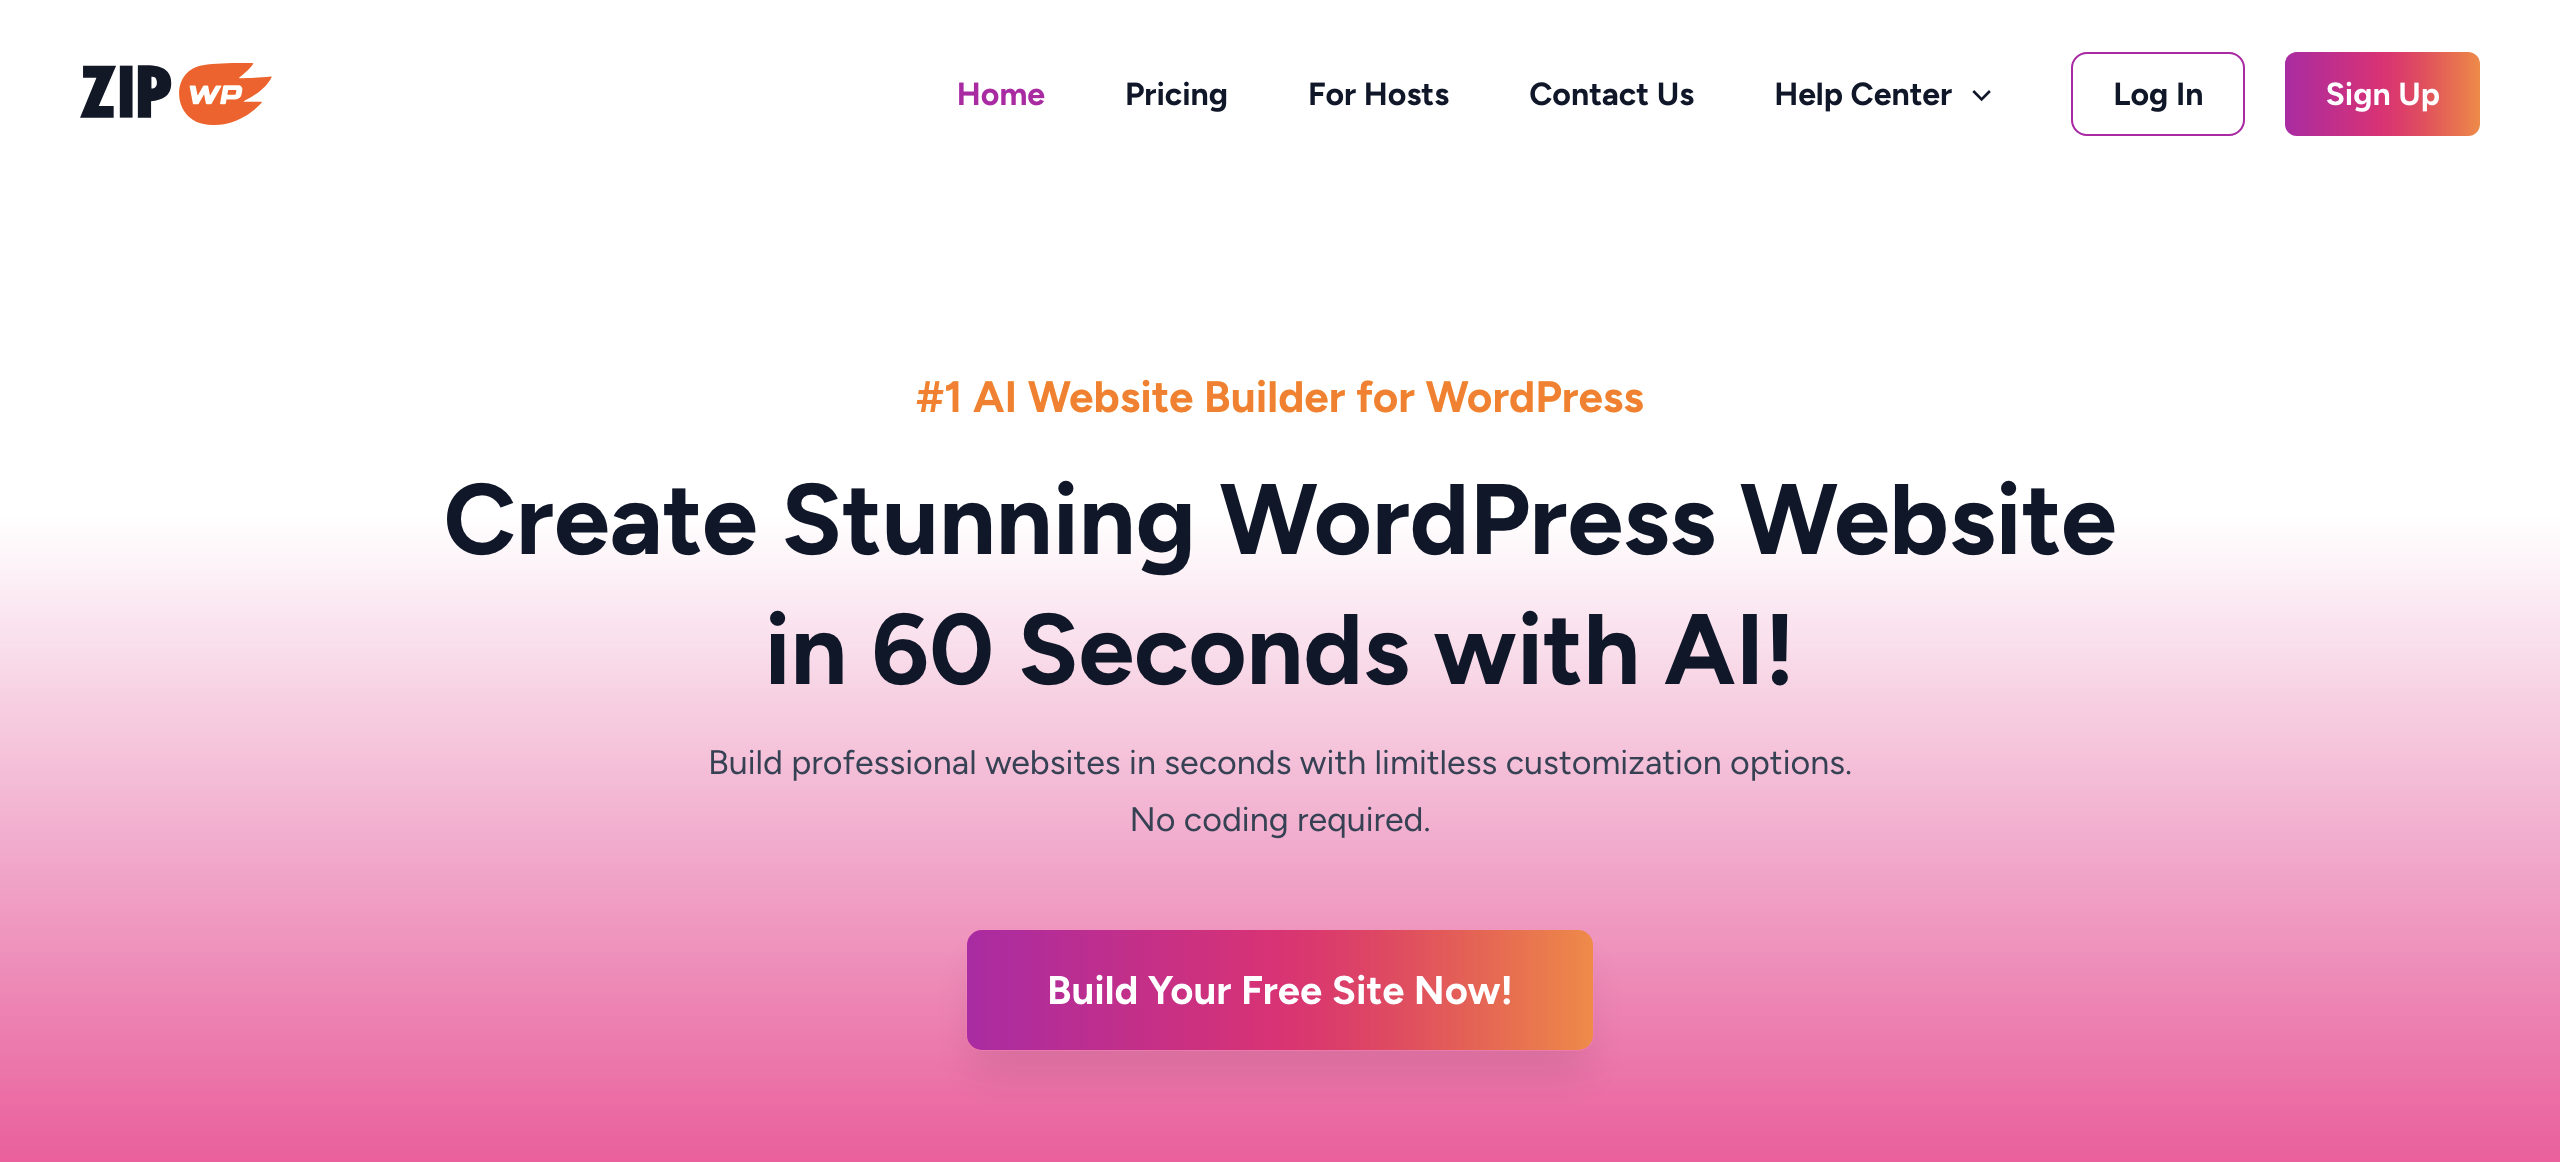 ZIP WP
Home
Pricing
For Hosts
Contact Us
Help Center
Log In
Sign Up
#1 AI Website Builder for WordPress
Create Stunning WordPress Website
in 60 Seconds with AI!
Build professional websites in seconds with limitless customization options.
No coding required.
Build Your Free Site Now!